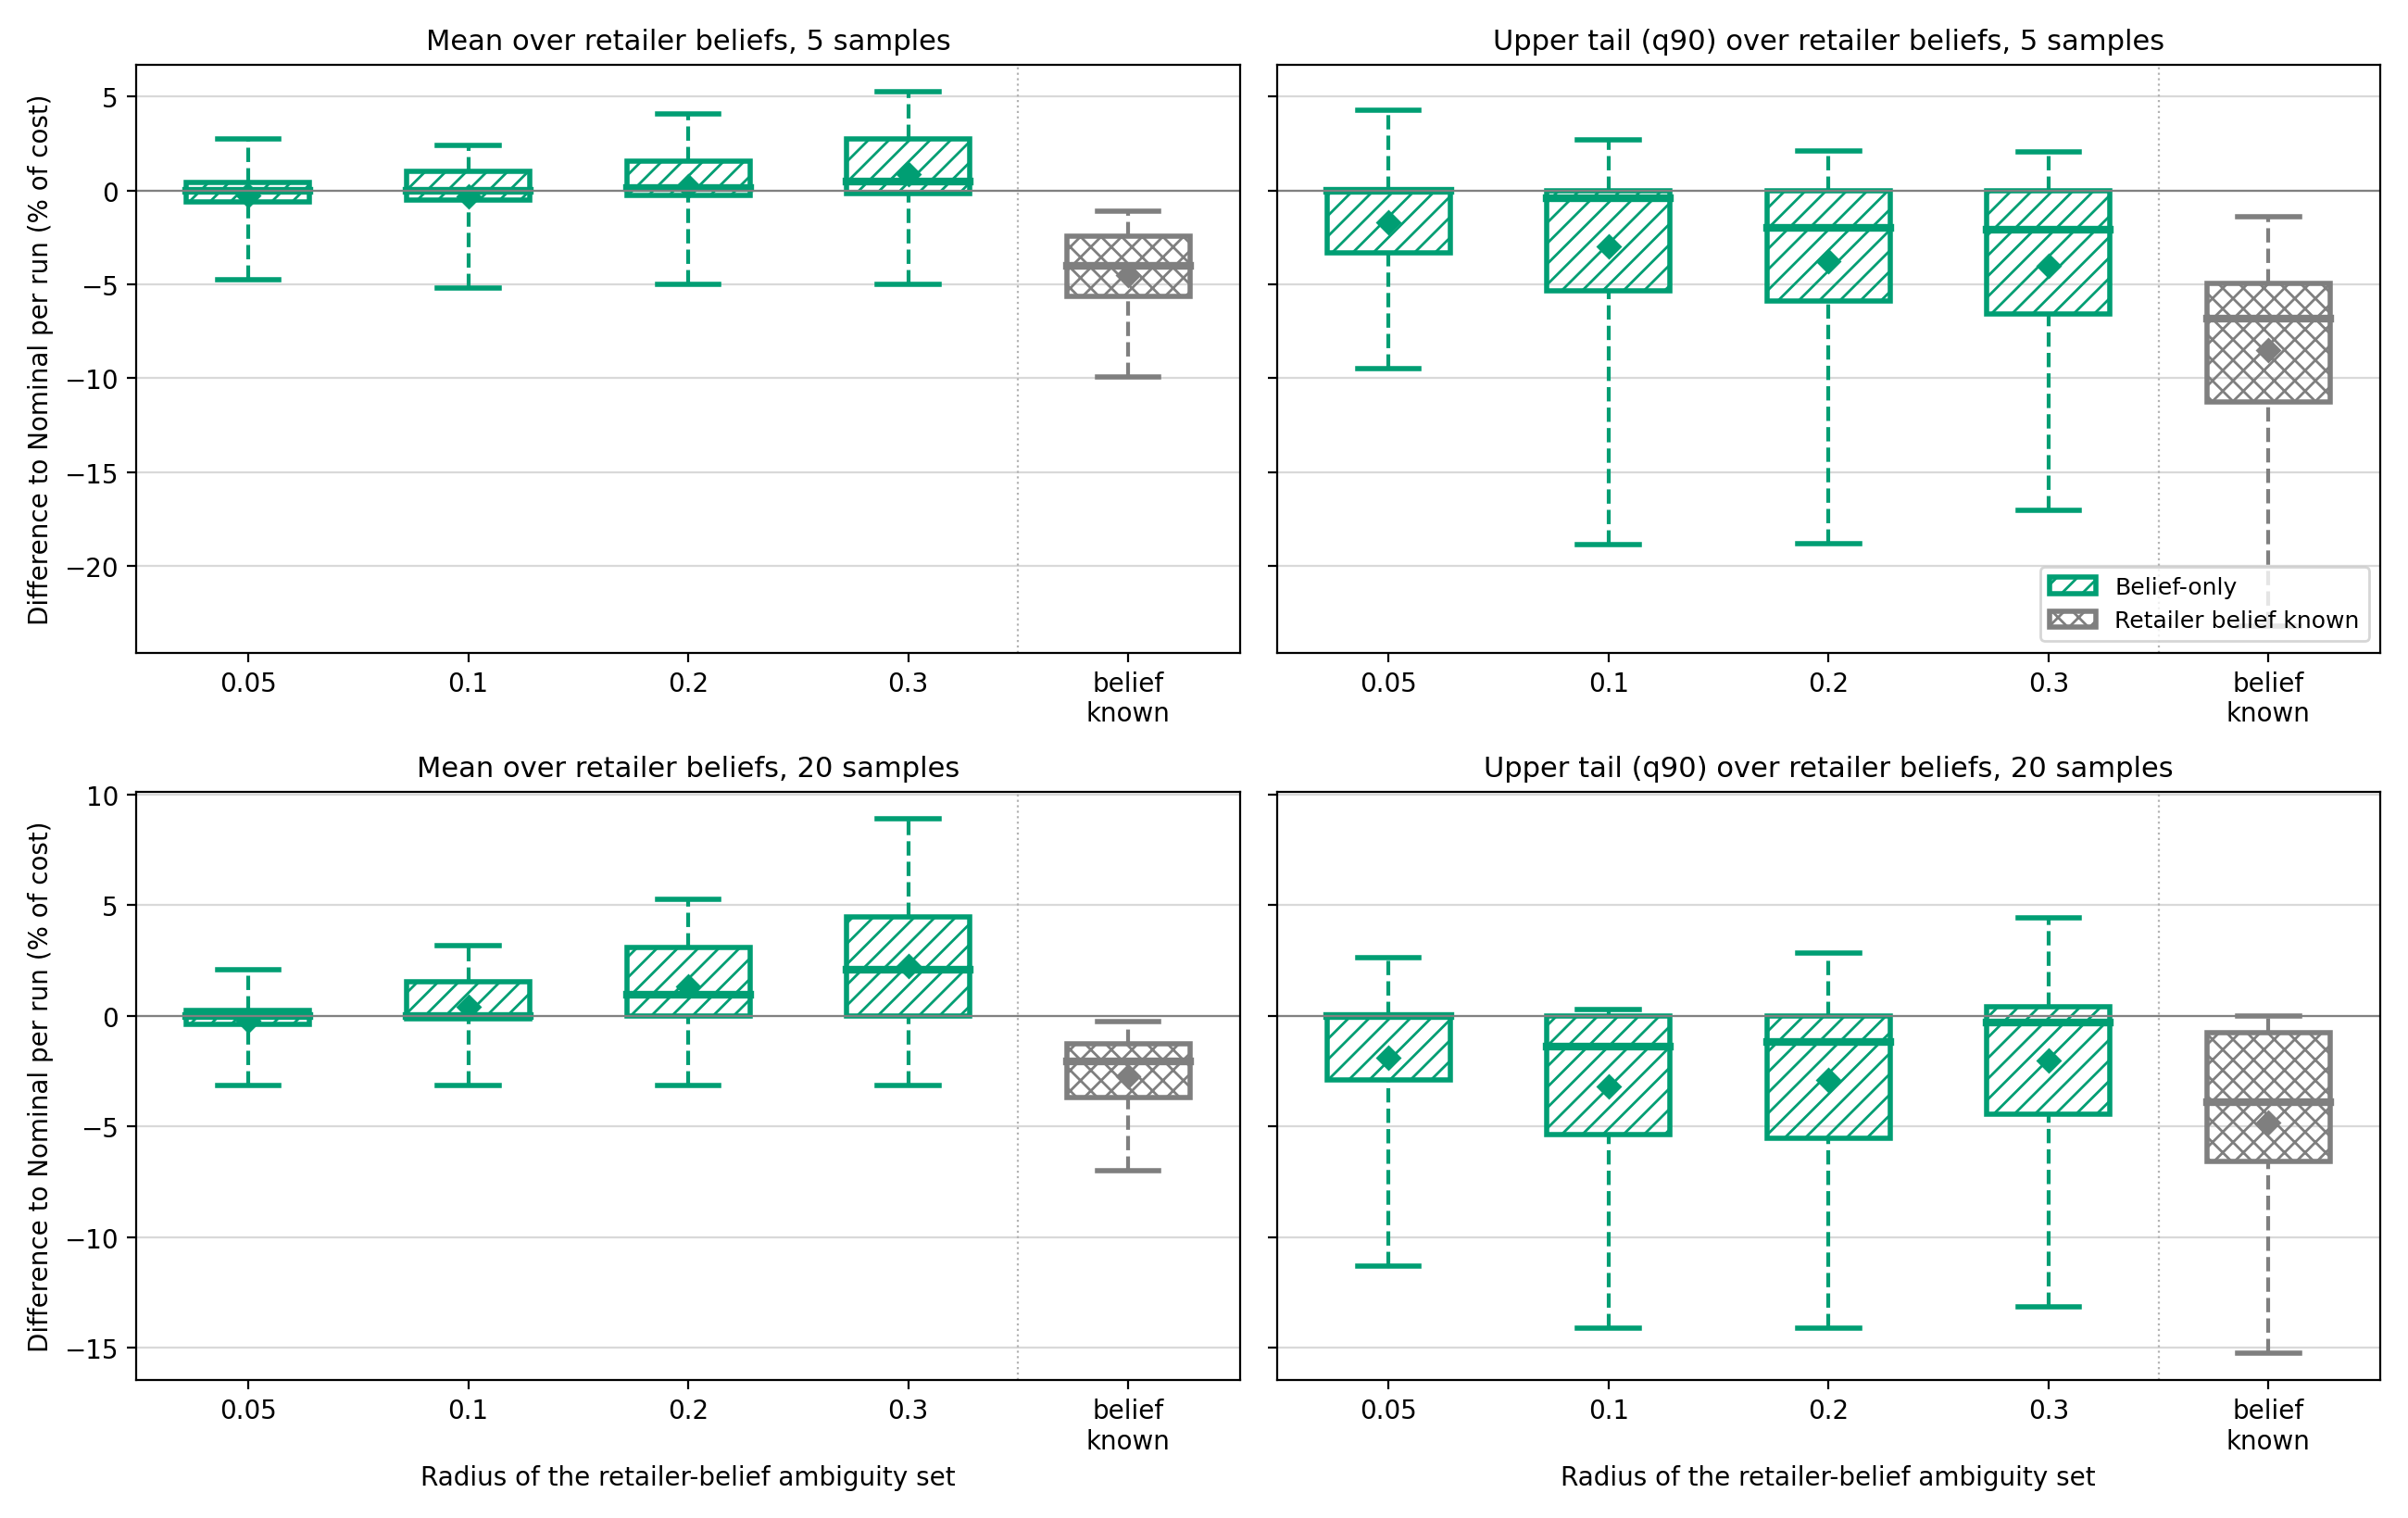 Mean over retailer beliefs, 5 samples
Upper tail (q90) over retailer beliefs, 5 samples
Difference to Nominal per run (% of cost)
5
0
−5
−10
−15
−20
0.05
0.1
0.2
0.3
belief
known
Belief-only
Retailer belief known
0.05
0.1
0.2
0.3
belief
known
Mean over retailer beliefs, 20 samples
Upper tail (q90) over retailer beliefs, 20 samples
Difference to Nominal per run (% of cost)
10
5
0
−5
−10
−15
0.05
0.1
0.2
0.3
belief
known
Radius of the retailer-belief ambiguity set
0.05
0.1
0.2
0.3
belief
known
Radius of the retailer-belief ambiguity set